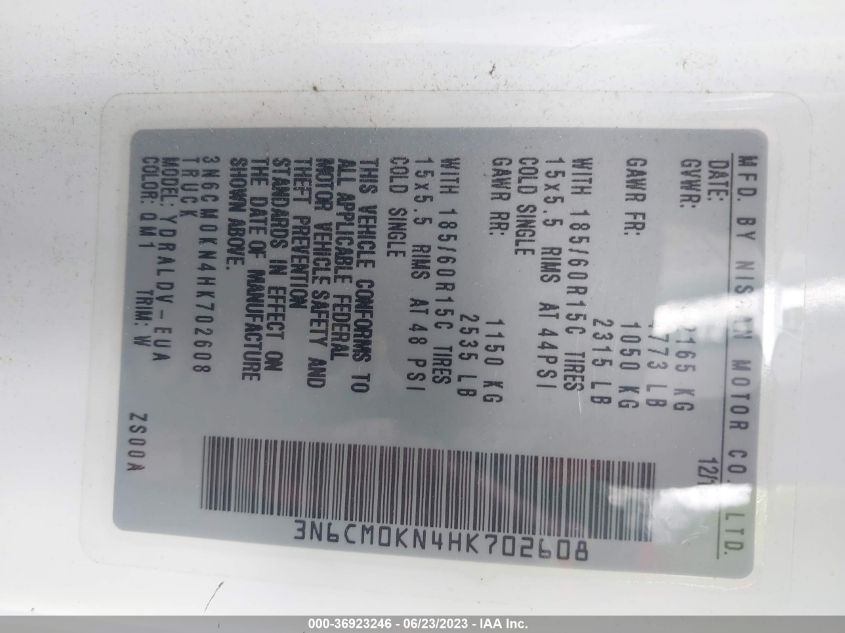 MFD. BY NISSAN MOTOR CO., LTD.
DATE: 12/
GVWR: 2165 KG
4773 LB
GAWR FR: 1050 KG
2315 LB
WITH 185/60R15C TIRES
15x5.5 RIMS AT 44PSI
COLD SINGLE
GAWR RR: 1150 KG
2535 LB
WITH 185/60R15C TIRES
15x5.5 RIMS AT 48 PSI
COLD SINGLE
THIS VEHICLE CONFORMS TO
ALL APPLICABLE FEDERAL
MOTOR VEHICLE SAFETY AND
THEFT PREVENTION
STANDARDS IN EFFECT ON
THE DATE OF MANUFACTURE
SHOWN ABOVE.
3N6CM0KN4HK702608
TRUCK
MODEL: YDRALDV-EUA
COLOR: QM1 TRIM: W
ZS00A
3N6CM0KN4HK702608
000-36923246 - 06/23/2023 - IAA Inc.